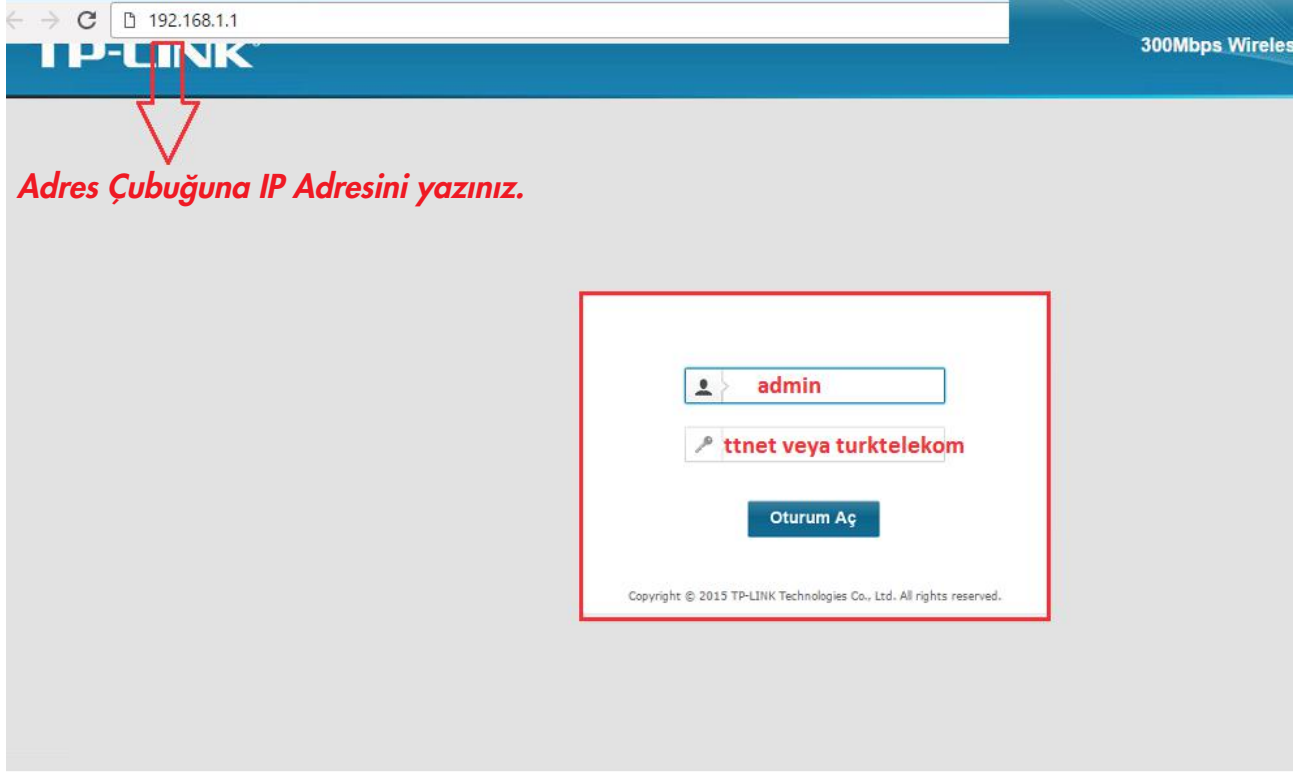 192.168.1.1
TP-LINK
300Mbps Wireles
Adres Çubuğuna IP Adresini yazınız.
admin
ttnet veya turktelekom
Oturum Aç
Copyright © 2015 TP-LINK Technologies Co., Ltd. All rights reserved.